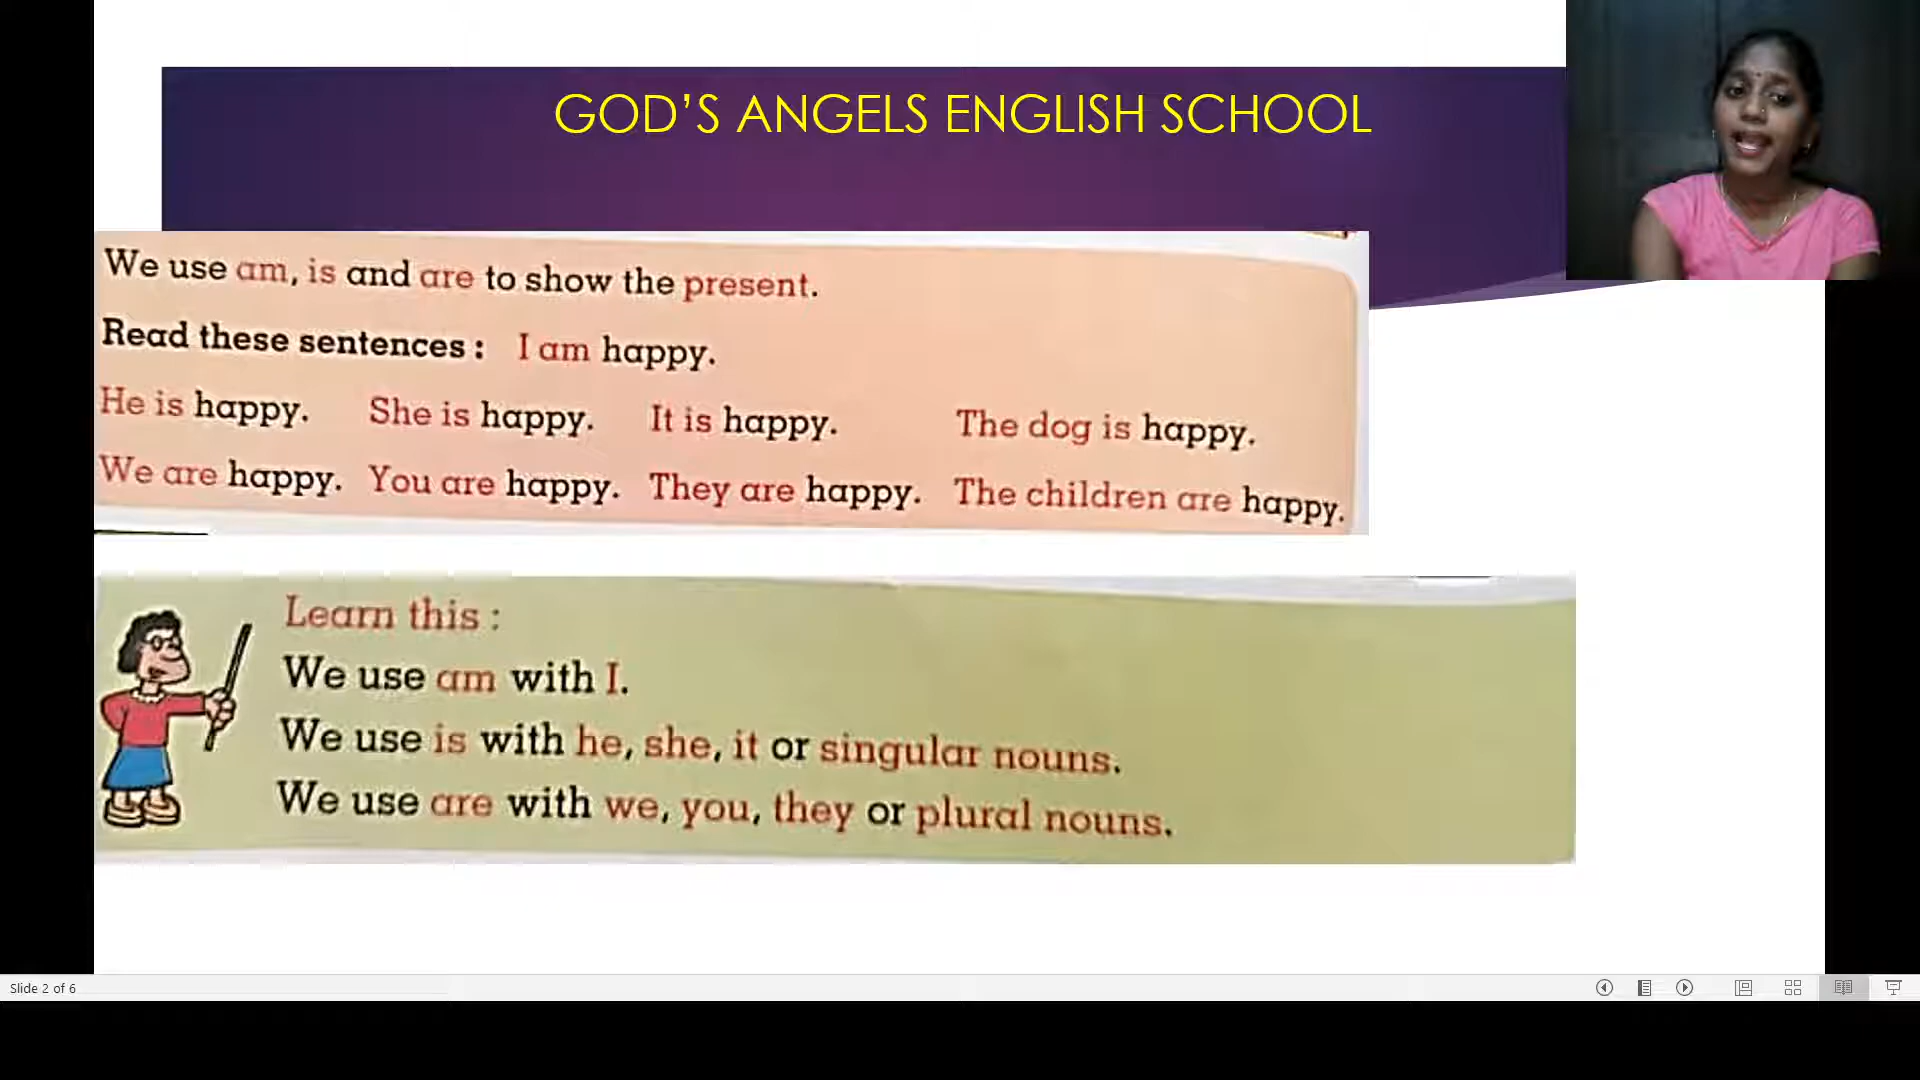 GOD’S ANGELS ENGLISH SCHOOL
We use am, is and are to show the present.
Read these sentences : I am happy.
He is happy. She is happy. It is happy. The dog is happy.
We are happy. You are happy. They are happy. The children are happy.
Learn this :
We use am with I.
We use is with he, she, it or singular nouns.
We use are with we, you, they or plural nouns.
Slide 2 of 6